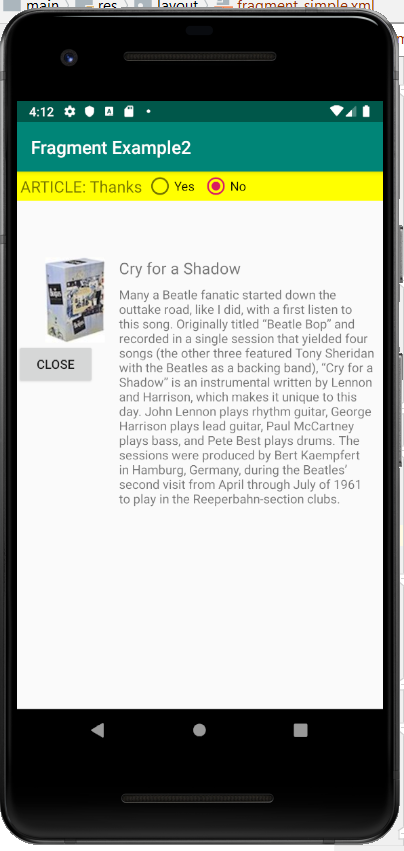 main
res
layout
fragment_simple.xml
4:12
Fragment Example2
ARTICLE: Thanks Yes No
Cry for a Shadow
Many a Beatle fanatic started down the
outtake road, like I did, with a first listen to
this song. Originally titled “Beatle Bop” and
recorded in a single session that yielded four
songs (the other three featured Tony Sheridan
with the Beatles as a backing band), “Cry for a
Shadow” is an instrumental written by Lennon
and Harrison, which makes it unique to this
day. John Lennon plays rhythm guitar, George
Harrison plays lead guitar, Paul McCartney
plays bass, and Pete Best plays drums. The
sessions were produced by Bert Kaempfert
in Hamburg, Germany, during the Beatles’
second visit from April through July of 1961
to play in the Reeperbahn-section clubs.
CLOSE